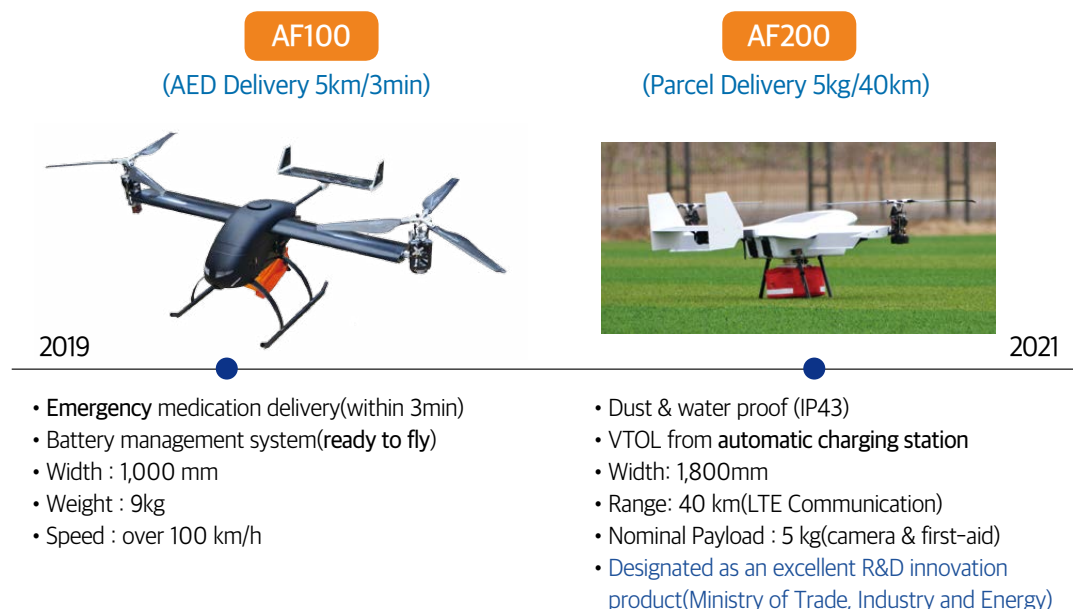 AF100
(AED Delivery 5km/3min)
AF200
(Parcel Delivery 5kg/40km)
2019
2021
• Emergency medication delivery(within 3min)
• Battery management system(ready to fly)
• Width : 1,000 mm
• Weight : 9kg
• Speed : over 100 km/h
• Dust & water proof (IP43)
• VTOL from automatic charging station
• Width: 1,800mm
• Range: 40 km(LTE Communication)
• Nominal Payload : 5 kg(camera & first-aid)
• Designated as an excellent R&D innovation
product(Ministry of Trade, Industry and Energy)